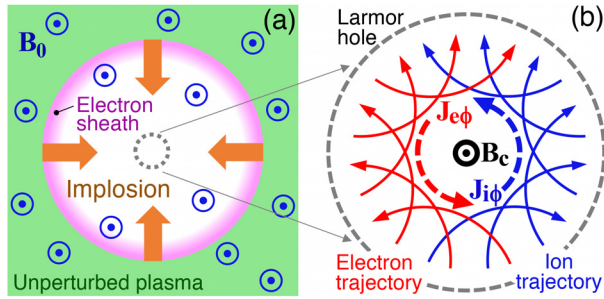 (a)
B0
Electron
sheath
Implosion
Unperturbed plasma
(b)
Larmor
hole
Jeϕ
Bc
Jiϕ
Electron
trajectory
Ion
trajectory